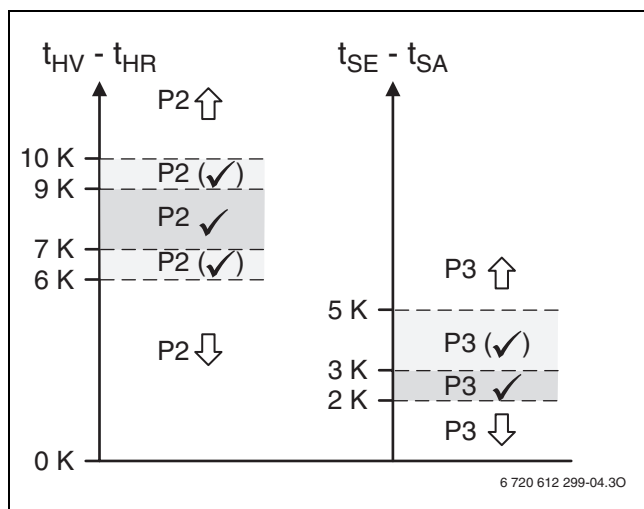 t_HV - t_HR
P2
10 K
P2 (✓)
9 K
P2 ✓
7 K
P2 (✓)
6 K
P2
0 K
t_SE - t_SA
P3
5 K
P3 (✓)
3 K
P3 ✓
2 K
P3
6 720 612 299-04.3O